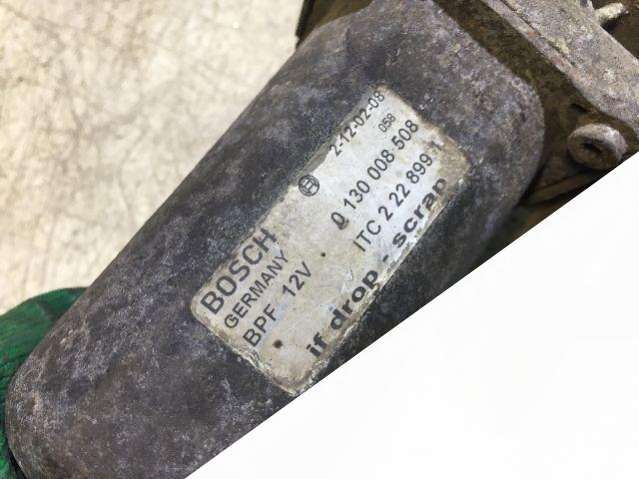 2-12-02-08
058
BOSCH 0 130 008 508
GERMANY
BPF 12V ITC 2 22 899 1
if drop - scrap